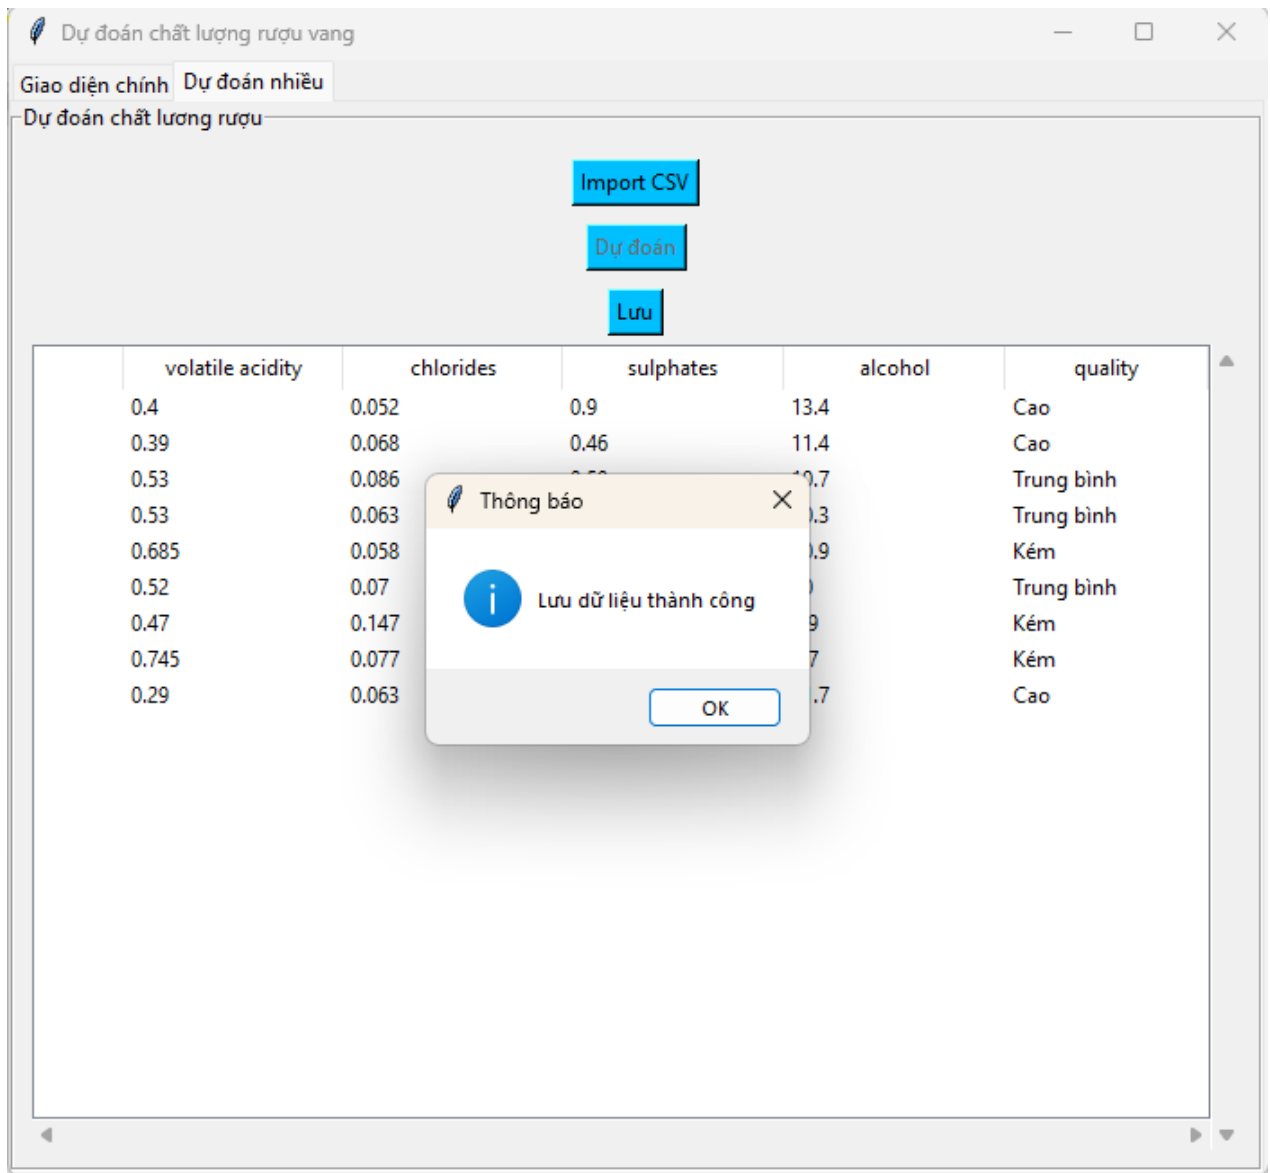 Dự đoán chất lượng rượu vang
Giao diện chính Dự đoán nhiều
Dự đoán chất lương rượu
Import CSV
Dự đoán
Lưu
volatile acidity chlorides sulphates alcohol quality
0.4 0.052 0.9 13.4 Cao
0.39 0.068 0.46 11.4 Cao
0.53 0.086 Trung bình
0.53 0.063 Trung bình
0.685 0.058 Kém
0.52 0.07 Trung bình
0.47 0.147 Kém
0.745 0.077 Kém
0.29 0.063 Cao
Thông báo
Lưu dữ liệu thành công
OK